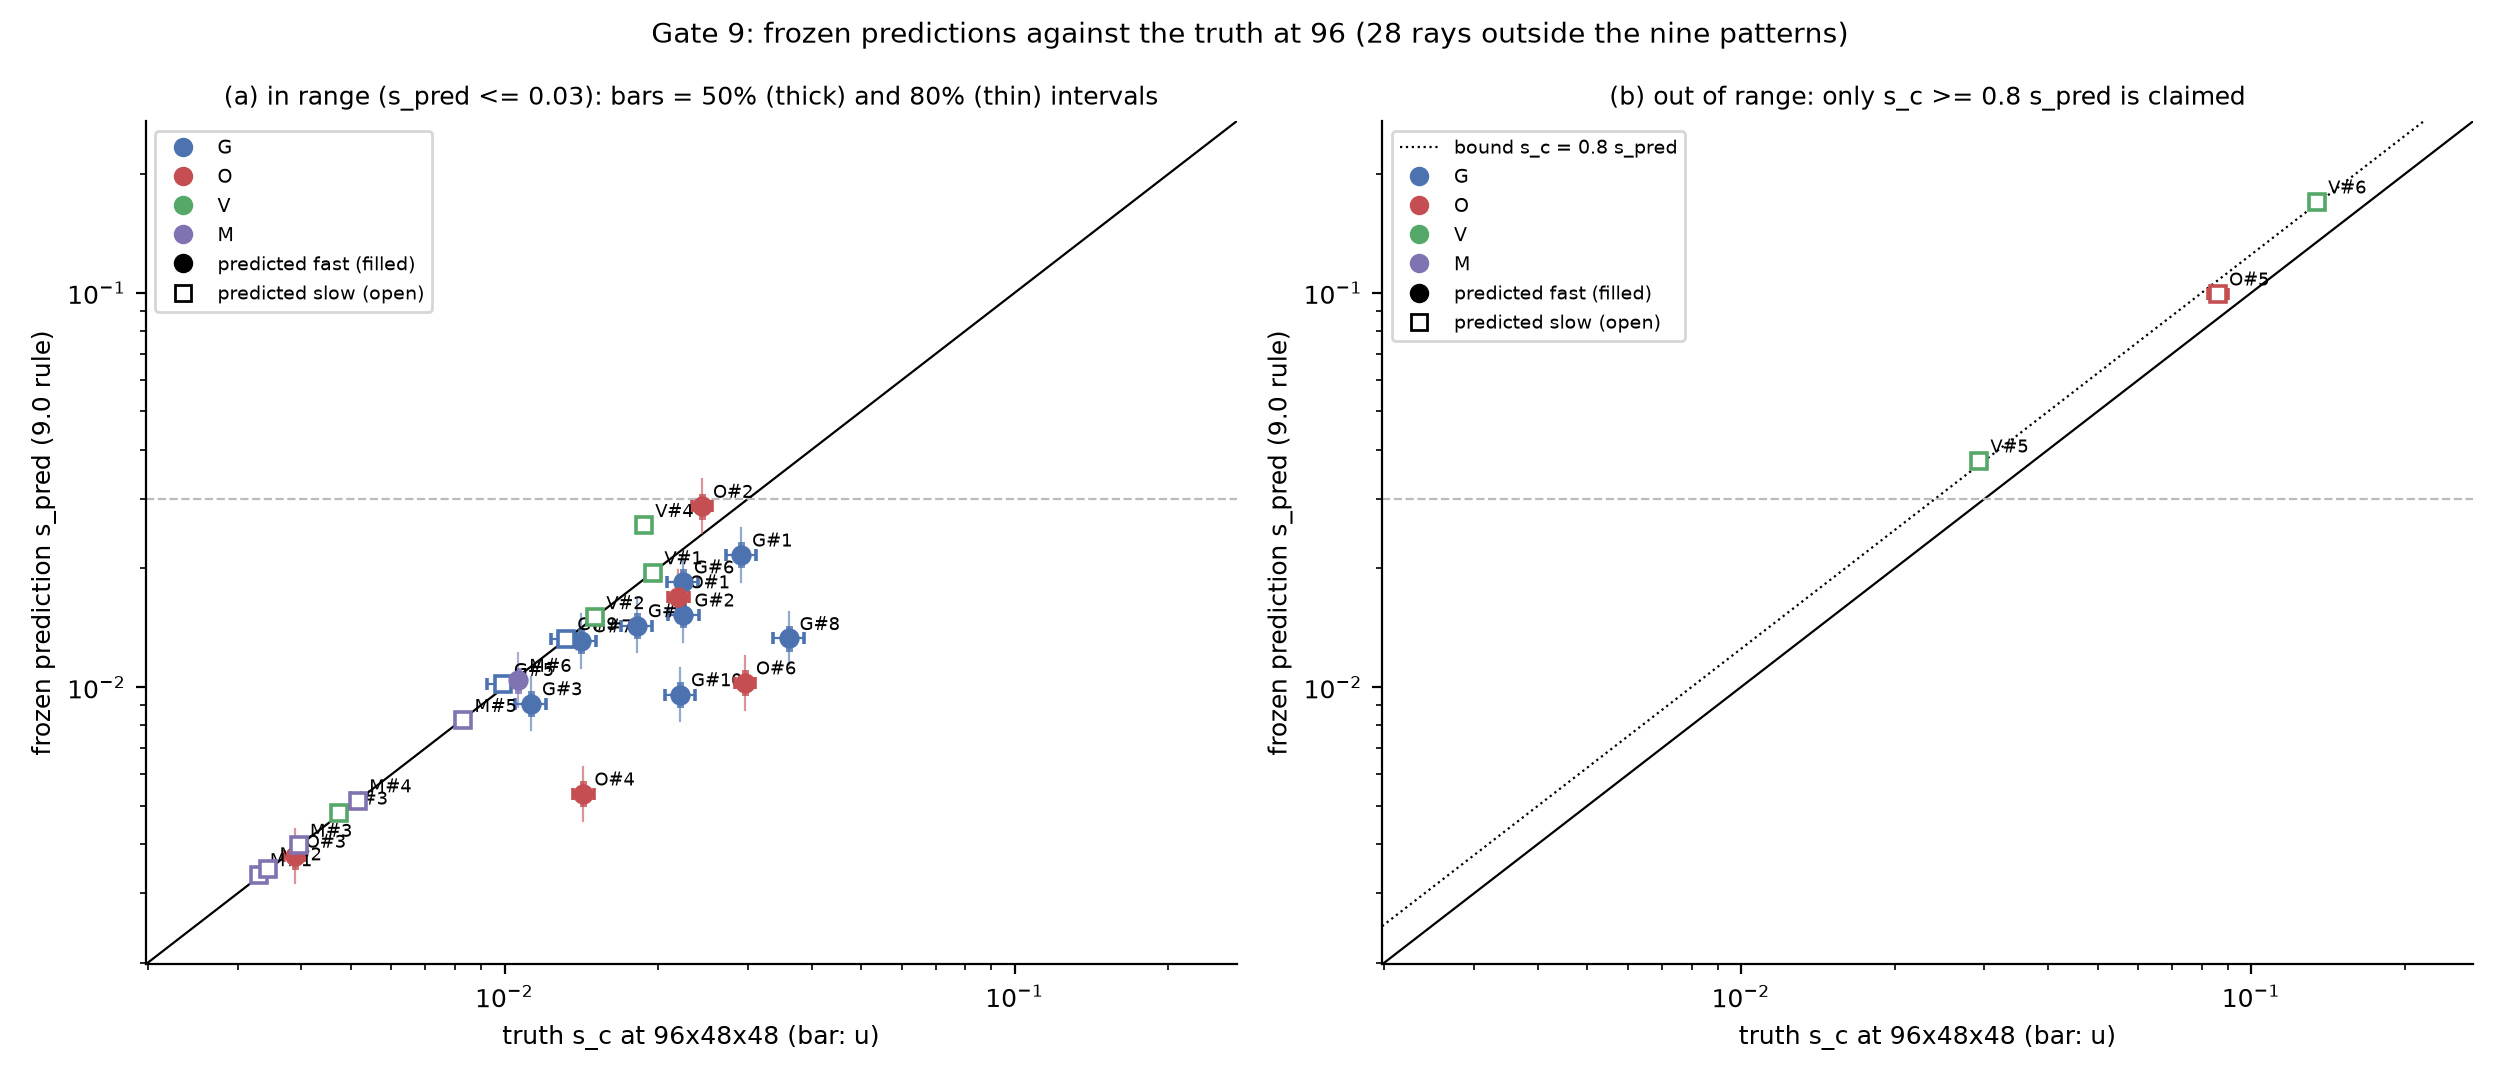 Gate 9: frozen predictions against the truth at 96 (28 rays outside the nine patterns)
(a) in range (s_pred <= 0.03): bars = 50% (thick) and 80% (thin) intervals
G
O
V
M
predicted fast (filled)
predicted slow (open)
frozen prediction s_pred (9.0 rule)
10⁻¹
10⁻²
O#2
V#4
G#1
V#1
G#6
O#1
V#2
G#2
G#7
G#8
M#6
G#5
O#6
G#10
G#3
M#5
O#4
M#4
M#3
O#3
10⁻²
10⁻¹
truth s_c at 96x48x48 (bar: u)
(b) out of range: only s_c >= 0.8 s_pred is claimed
bound s_c = 0.8 s_pred
G
O
V
M
predicted fast (filled)
predicted slow (open)
frozen prediction s_pred (9.0 rule)
10⁻¹
10⁻²
V#6
O#5
V#5
10⁻²
10⁻¹
truth s_c at 96x48x48 (bar: u)